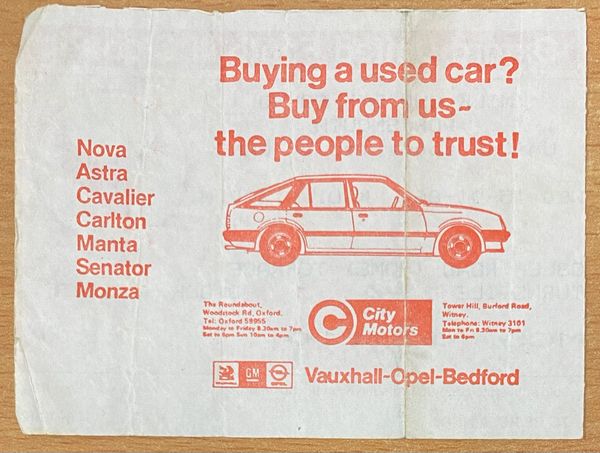 Buying a used car?
Buy from us-
the people to trust!
Nova
Astra
Cavalier
Carlton
Manta
Senator
Monza
The Roundabout,
Woodstock Rd, Oxford.
Tel: Oxford 59955
Monday to Friday 8.30am to 7pm
Sat to 6pm Sun 10am to 4pm
C City
Motors
Tower Hill, Burford Road,
Witney.
Telephone: Witney 3101
Mon to Fri 8.30am to 7pm
Sat to 6pm
GM
OPEL
Vauxhall-Opel-Bedford